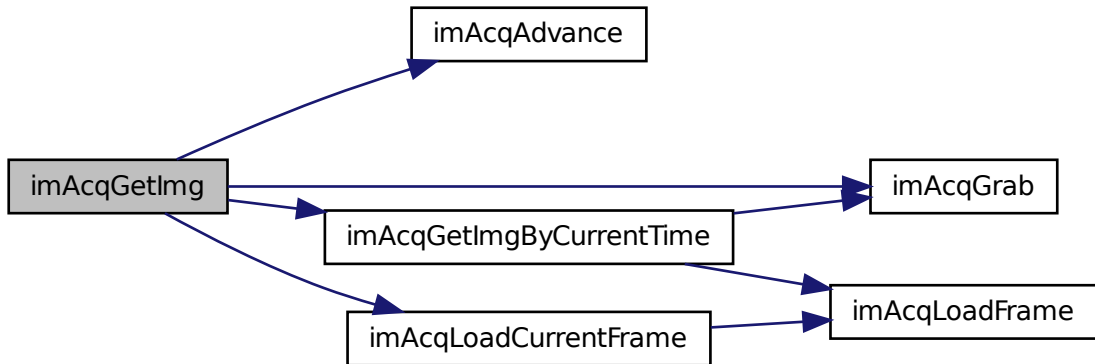 imAcqAdvance
imAcqGetImg
imAcqGrab
imAcqGetImgByCurrentTime
imAcqLoadFrame
imAcqLoadCurrentFrame